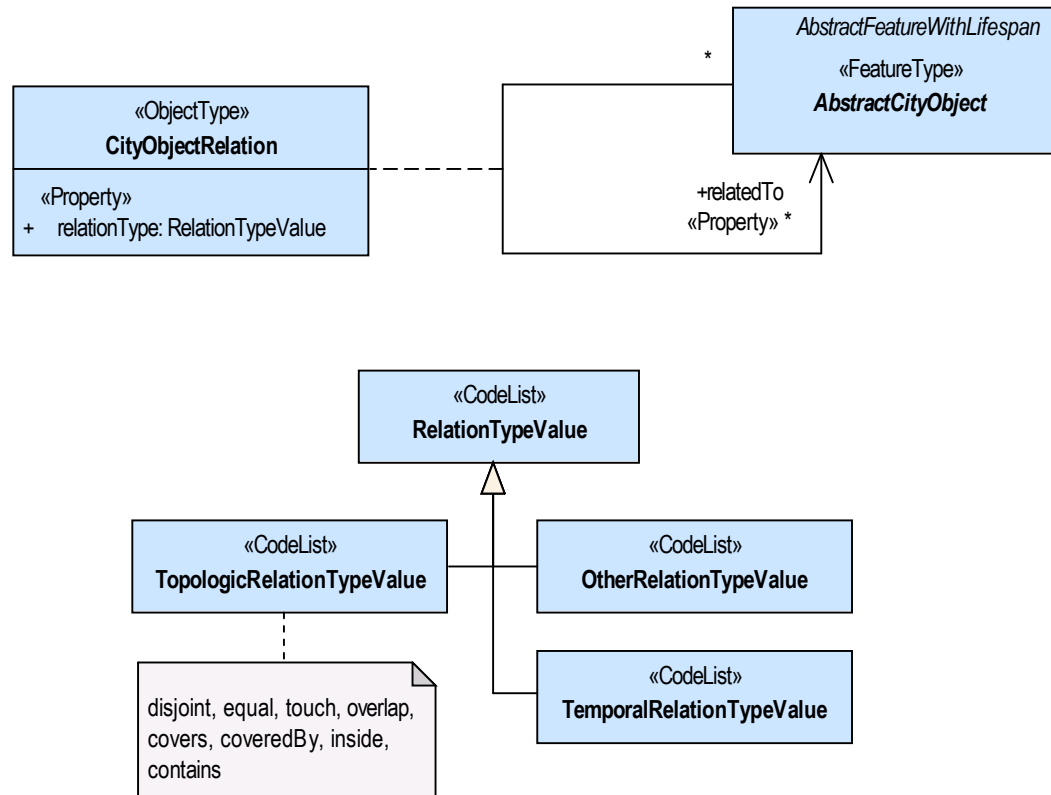 AbstractFeatureWithLifespan
«FeatureType»
AbstractCityObject
*
«ObjectType»
CityObjectRelation
«Property»
+ relationType: RelationTypeValue
+relatedTo
«Property» *
«CodeList»
RelationTypeValue
«CodeList»
TopologicRelationTypeValue
«CodeList»
OtherRelationTypeValue
«CodeList»
TemporalRelationTypeValue
disjoint, equal, touch, overlap,
covers, coveredBy, inside,
contains